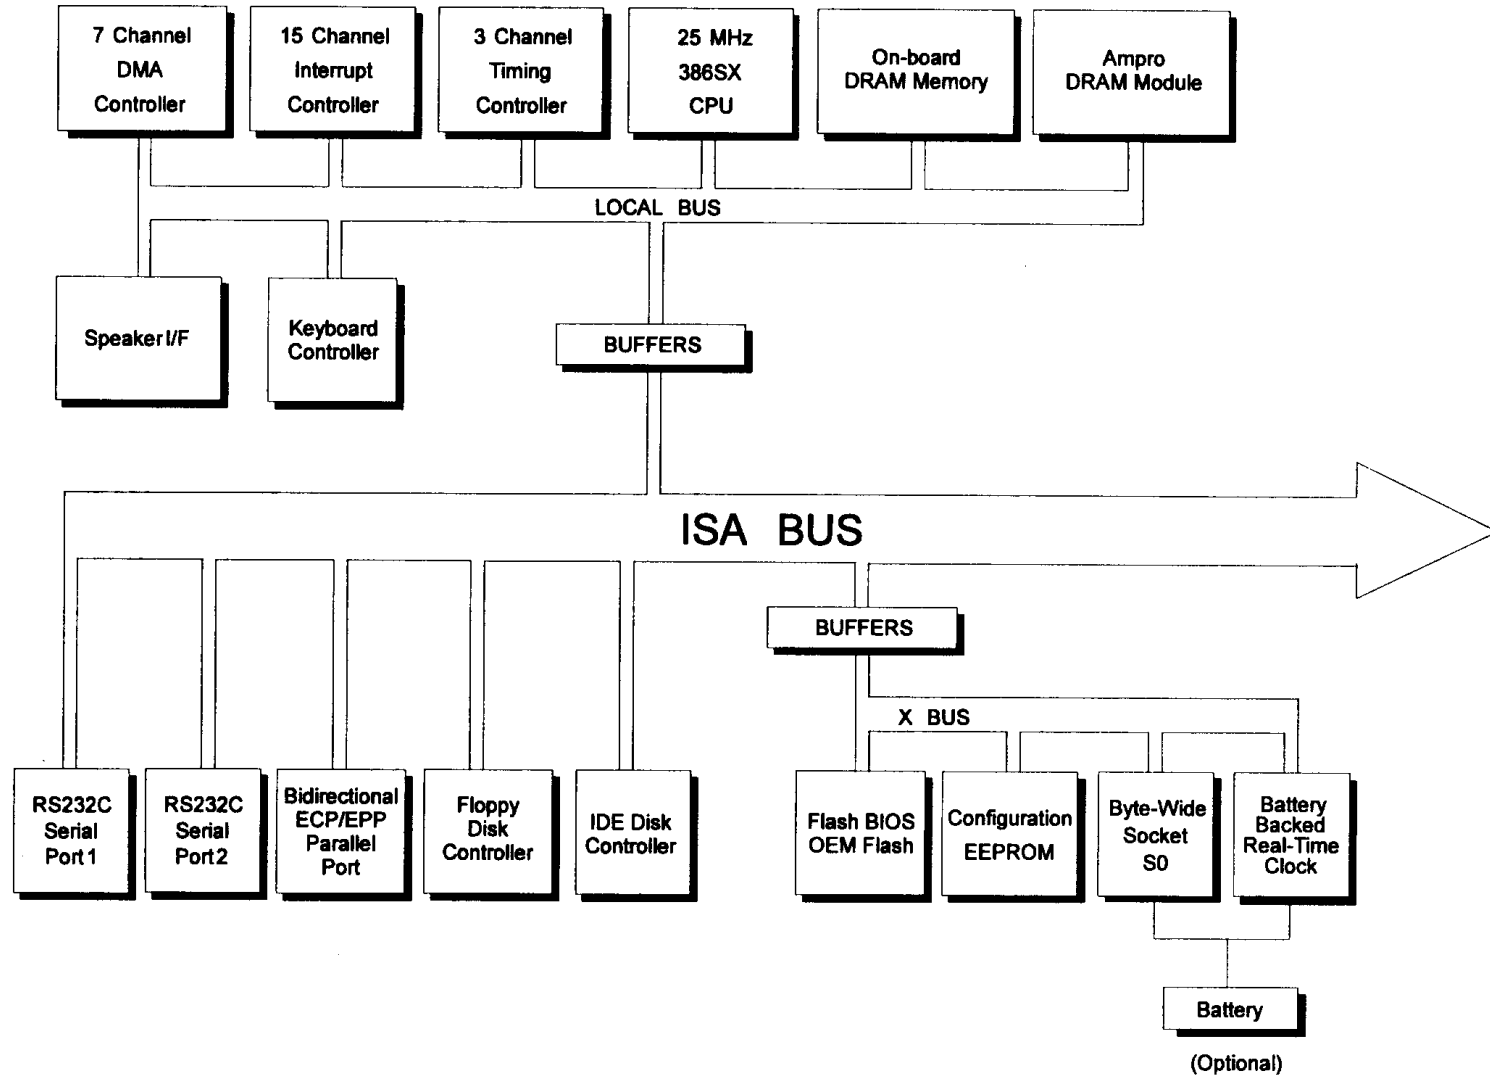 7 Channel
DMA
Controller
15 Channel
Interrupt
Controller
3 Channel
Timing
Controller
25 MHz
386SX
CPU
On-board
DRAM Memory
Ampro
DRAM Module
LOCAL BUS
Speaker I/F
Keyboard
Controller
BUFFERS
ISA BUS
BUFFERS
X BUS
RS232C
Serial
Port 1
RS232C
Serial
Port 2
Bidirectional
ECP/EPP
Parallel
Port
Floppy
Disk
Controller
IDE Disk
Controller
Flash BIOS
OEM Flash
Configuration
EEPROM
Byte-Wide
Socket
S0
Battery
Backed
Real-Time
Clock
Battery
(Optional)